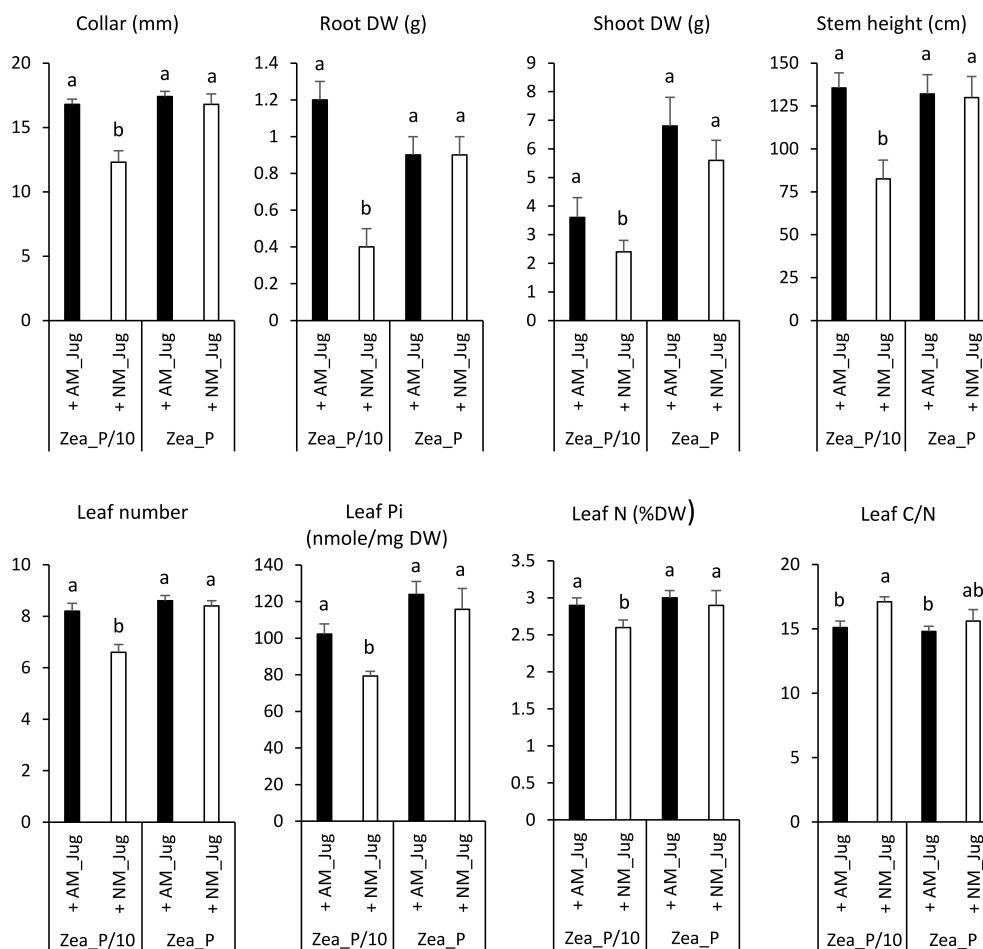 Collar (mm)
20
15
10
5
0
a
b
a
a
+ AM_Jug
+ NM_Jug
+ AM_Jug
+ NM_Jug
Zea_P/10
Zea_P
Root DW (g)
1.4
1.2
1
0.8
0.6
0.4
0.2
0
a
b
a
a
+ AM_Jug
+ NM_Jug
+ AM_Jug
+ NM_Jug
Zea_P/10
Zea_P
Shoot DW (g)
9
8
7
6
5
4
3
2
1
0
a
b
a
a
+ AM_Jug
+ NM_Jug
+ AM_Jug
+ NM_Jug
Zea_P/10
Zea_P
Stem height (cm)
150
125
100
75
50
25
0
a
b
a
a
+ AM_Jug
+ NM_Jug
+ AM_Jug
+ NM_Jug
Zea_P/10
Zea_P
Leaf number
10
8
6
4
2
0
a
b
a
a
+ AM_Jug
+ NM_Jug
+ AM_Jug
+ NM_Jug
Zea_P/10
Zea_P
Leaf Pi
(nmole/mg DW)
140
120
100
80
60
40
20
0
a
b
a
a
+ AM_Jug
+ NM_Jug
+ AM_Jug
+ NM_Jug
Zea_P/10
Zea_P
Leaf N (%DW)
3.5
3
2.5
2
1.5
1
0.5
0
a
b
a
a
+ AM_Jug
+ NM_Jug
+ AM_Jug
+ NM_Jug
Zea_P/10
Zea_P
Leaf C/N
20
15
10
5
0
b
a
b
ab
+ AM_Jug
+ NM_Jug
+ AM_Jug
+ NM_Jug
Zea_P/10
Zea_P